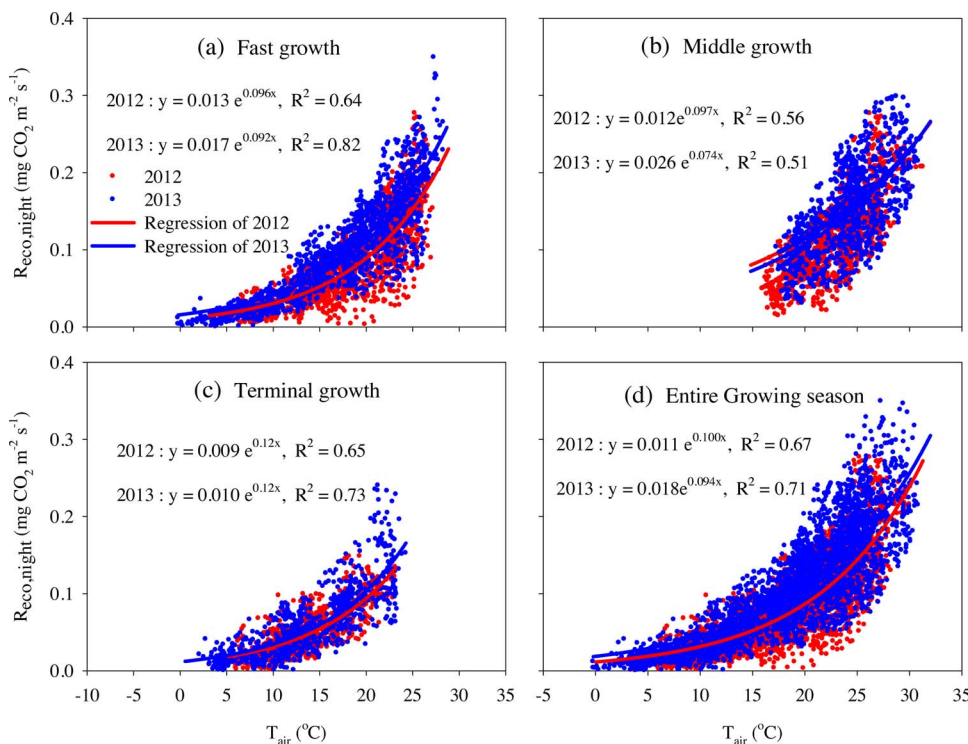 0.4
(a) Fast growth
(b) Middle growth
0.3
2012 : y = 0.013 e^0.096x, R^2 = 0.64
2012: y = 0.012e^0.097x, R^2 = 0.56
2013 : y = 0.017 e^0.092x, R^2 = 0.82
2013 : y = 0.026 e^0.074x, R^2 = 0.51
0.2
2012
2013
Regression of 2012
0.1
Regression of 2013
0.0
R_eco,night (mg CO_2 m^-2 s^-1)
0.4
(c) Terminal growth
(d) Entire Growing season
2012 : y = 0.009 e^0.12x, R^2 = 0.65
2012 : y = 0.011 e^0.100x, R^2 = 0.67
0.3
2013 : y = 0.010 e^0.12x, R^2 = 0.73
2013 : y = 0.018e^0.094x, R^2 = 0.71
0.2
0.1
0.0
R_eco,night (mg CO_2 m^-2 s^-1)
-10 -5 0 5 10 15 20 25 30 35
-5 0 5 10 15 20 25 30 35
T_air (°C)
T_air (°C)